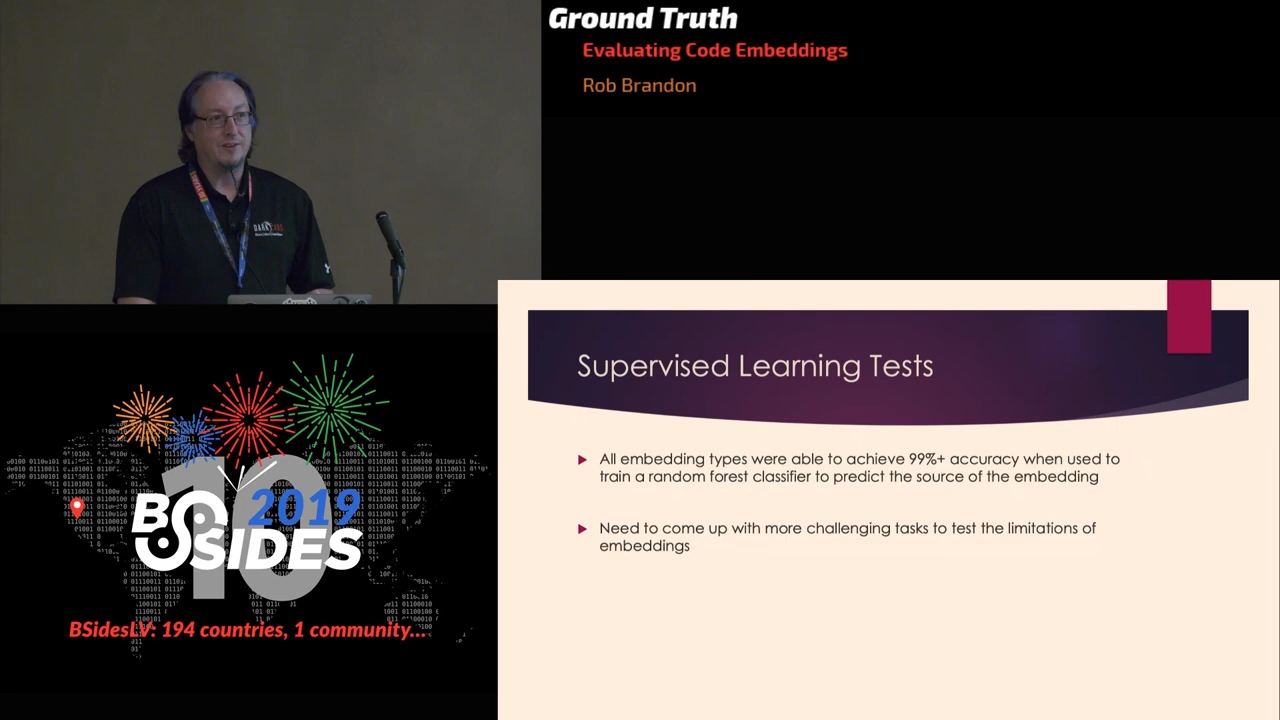 Ground Truth
Evaluating Code Embeddings
Rob Brandon
Supervised Learning Tests
All embedding types were able to achieve 99%+ accuracy when used to
train a random forest classifier to predict the source of the embedding
Need to come up with more challenging tasks to test the limitations of
embeddings
10
2019
BSIDES
BSidesLV: 194 countries, 1 community...